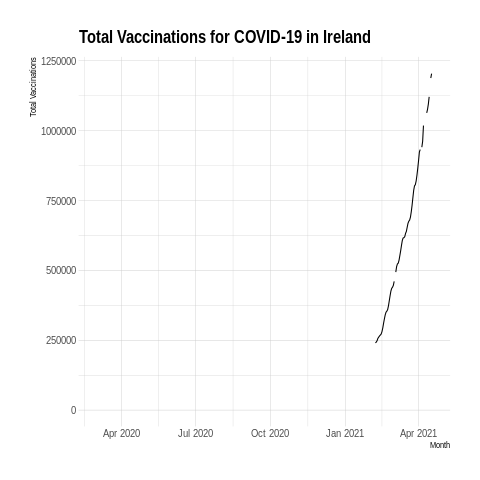 Total Vaccinations for COVID-19 in Ireland
Total Vaccinations
1250000
1000000
750000
500000
250000
0
Apr 2020 Jul 2020 Oct 2020 Jan 2021 Apr 2021
Month